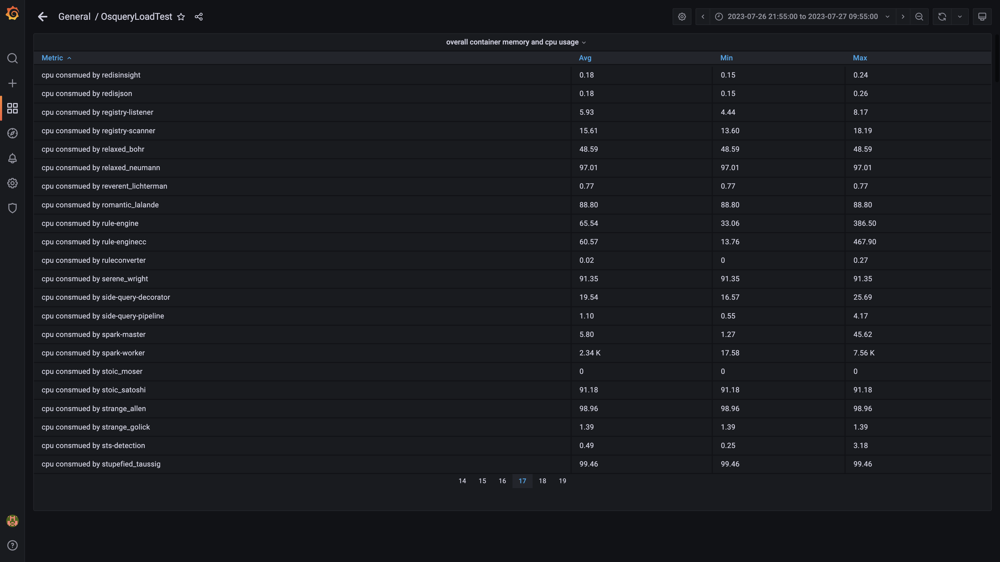 General / OsqueryLoadTest
2023-07-26 21:55:00 to 2023-07-27 09:55:00
overall container memory and cpu usage
Metric Avg Min Max
cpu consmued by redisinsight 0.18 0.15 0.24
cpu consmued by redisjson 0.18 0.15 0.26
cpu consmued by registry-listener 5.93 4.44 8.17
cpu consmued by registry-scanner 15.61 13.60 18.19
cpu consmued by relaxed_bohr 48.59 48.59 48.59
cpu consmued by relaxed_neumann 97.01 97.01 97.01
cpu consmued by reverent_lichterman 0.77 0.77 0.77
cpu consmued by romantic_lalande 88.80 88.80 88.80
cpu consmued by rule-engine 65.54 33.06 386.50
cpu consmued by rule-enginecc 60.57 13.76 467.90
cpu consmued by ruleconverter 0.02 0 0.27
cpu consmued by serene_wright 91.35 91.35 91.35
cpu consmued by side-query-decorator 19.54 16.57 25.69
cpu consmued by side-query-pipeline 1.10 0.55 4.17
cpu consmued by spark-master 5.80 1.27 45.62
cpu consmued by spark-worker 2.34 K 17.58 7.56 K
cpu consmued by stoic_moser 0 0 0
cpu consmued by stoic_satoshi 91.18 91.18 91.18
cpu consmued by strange_allen 98.96 98.96 98.96
cpu consmued by strange_golick 1.39 1.39 1.39
cpu consmued by sts-detection 0.49 0.25 3.18
cpu consmued by stupefied_taussig 99.46 99.46 99.46
14 15 16 17 18 19